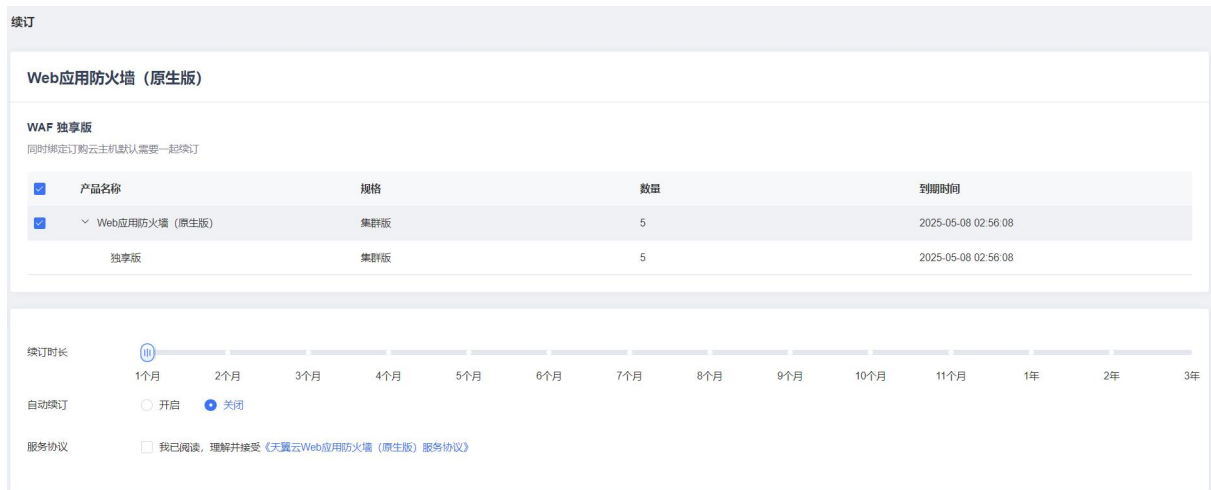 续订
Web应用防火墙（原生版）
WAF 独享版
同时绑定订购云主机默认需要一起续订
产品名称 规格 数量 到期时间
Web应用防火墙（原生版） 集群版 5 2025-05-08 02:56:08
独享版 集群版 5 2025-05-08 02:56:08
续订时长
1个月 2个月 3个月 4个月 5个月 6个月 7个月 8个月 9个月 10个月 11个月 1年 2年 3年
自动续订 开启 关闭
服务协议 我已阅读，理解并接受《天翼云Web应用防火墙（原生版）服务协议》